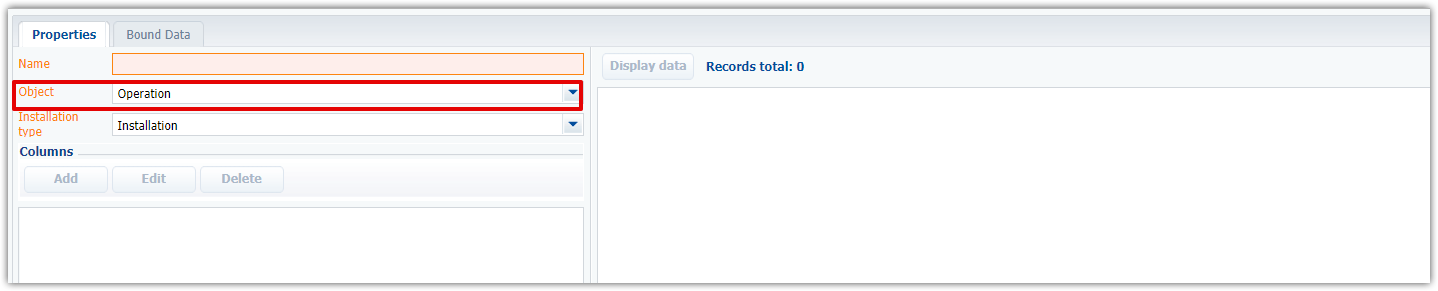 Properties Bound Data
Name
Display data Records total: 0
Object Operation
Installation
type
Installation
Columns
Add Edit Delete